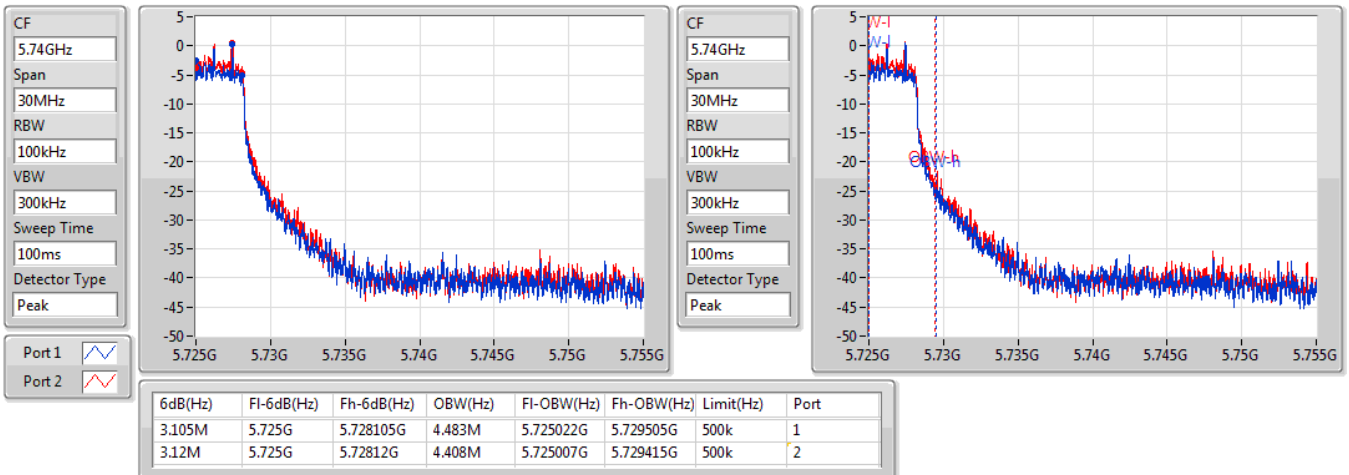 CF
5.74GHz
Span
30MHz
RBW
100kHz
VBW
300kHz
Sweep Time
100ms
Detector Type
Peak
Port 1
Port 2
5
0
-5
-10
-15
-20
-25
-30
-35
-40
-45
-50
5.725G 5.73G 5.735G 5.74G 5.745G 5.75G 5.755G
CF
5.74GHz
Span
30MHz
RBW
100kHz
VBW
300kHz
Sweep Time
100ms
Detector Type
Peak
5
0
-5
-10
-15
-20
-25
-30
-35
-40
-45
-50
W-l
W-l
5.725G 5.73G 5.735G 5.74G 5.745G 5.75G 5.755G
6dB(Hz) Fl-6dB(Hz) Fh-6dB(Hz) OBW(Hz) Fl-OBW(Hz) Fh-OBW(Hz) Limit(Hz) Port
3.105M 5.725G 5.728105G 4.483M 5.725022G 5.729505G 500k 1
3.12M 5.725G 5.72812G 4.408M 5.725007G 5.729415G 500k 2